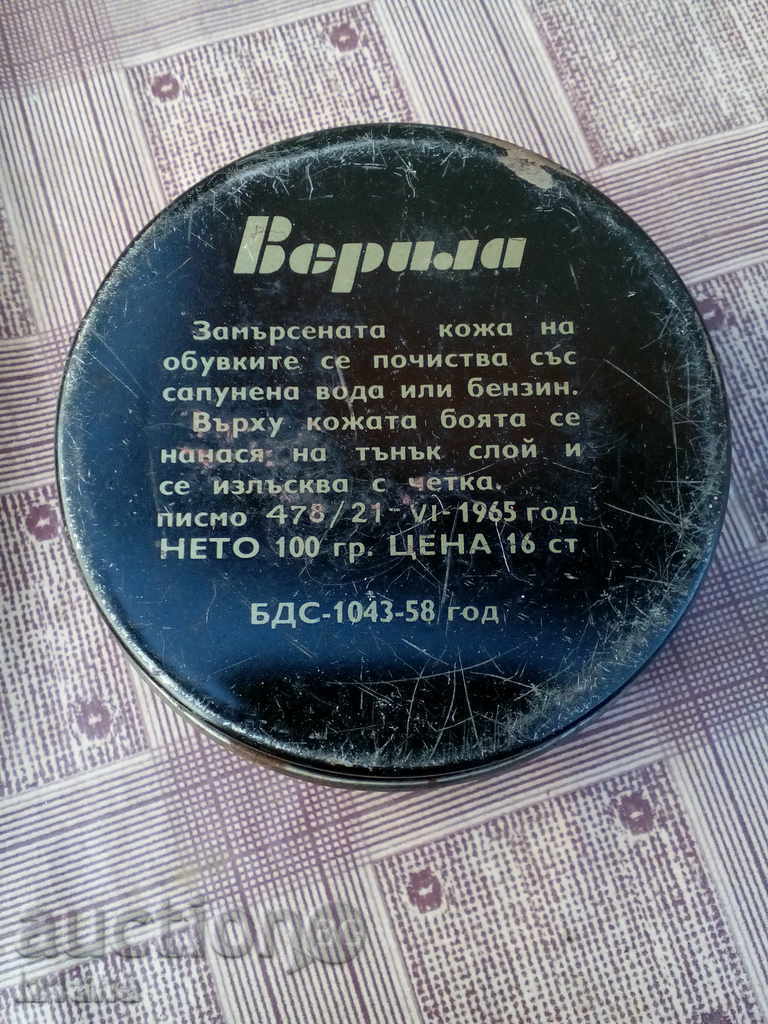 Верила
Замърсената кожа на
обувките се почиства със
сапунена вода или бензин.
Върху кожата боята се
нанася на тънък слой и
се излъсква с четка.
писмо 478/21-VI-1965 год
НЕТО 100 гр. ЦЕНА 16 ст
БДС-1043-58 год
auction